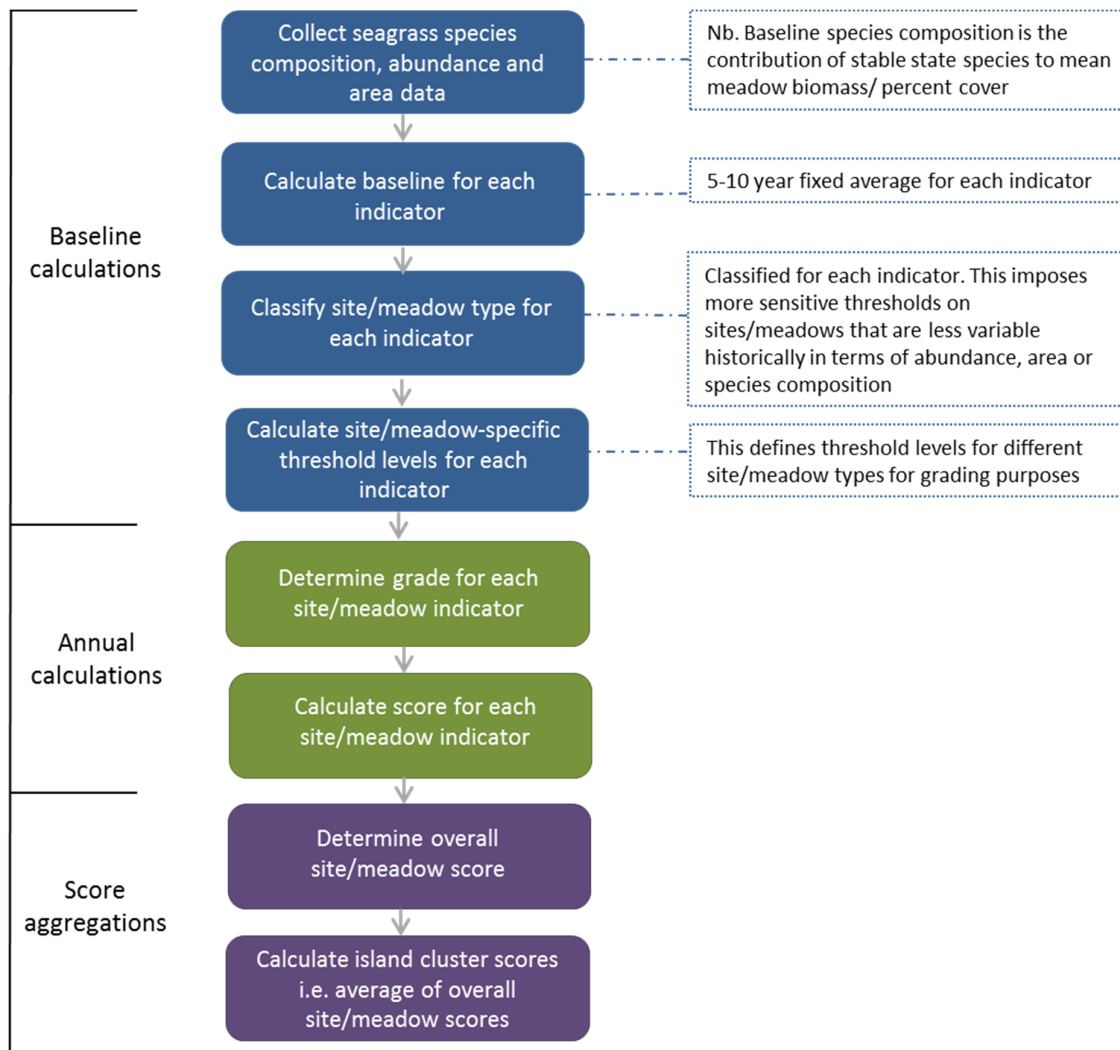 Baseline
calculations
Collect seagrass species
composition, abundance and
area data
Nb. Baseline species composition is the
contribution of stable state species to mean
meadow biomass/ percent cover
Calculate baseline for each
indicator
5-10 year fixed average for each indicator
Classify site/meadow type for
each indicator
Classified for each indicator. This imposes
more sensitive thresholds on
sites/meadows that are less variable
historically in terms of abundance, area or
species composition
Calculate site/meadow-specific
threshold levels for each
indicator
This defines threshold levels for different
site/meadow types for grading purposes
Annual
calculations
Determine grade for each
site/meadow indicator
Calculate score for each
site/meadow indicator
Score
aggregations
Determine overall
site/meadow score
Calculate island cluster scores
i.e. average of overall
site/meadow scores